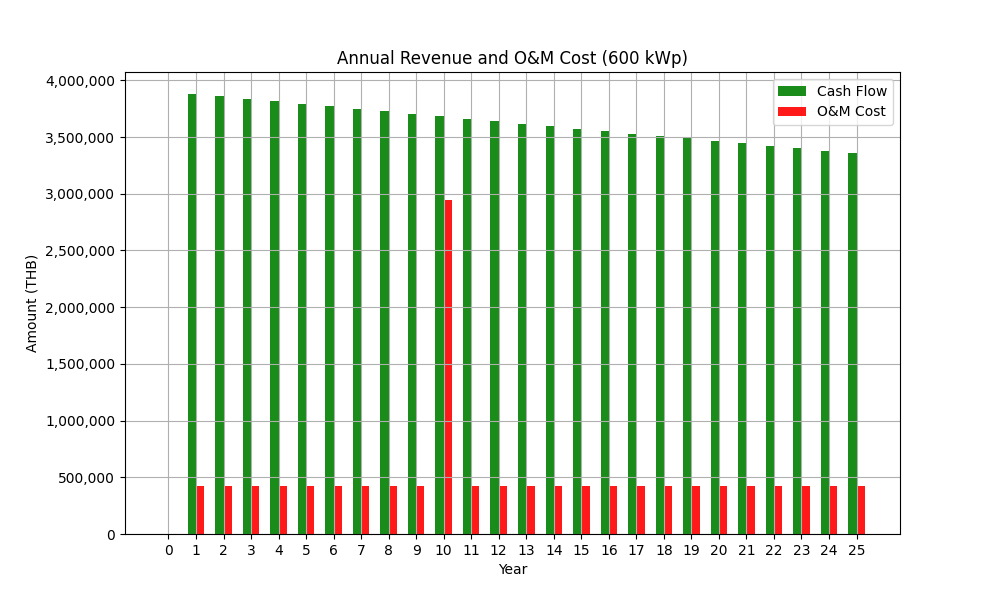 Annual Revenue and O&M Cost (600 kWp)
Cash Flow
O&M Cost
Amount (THB)
4,000,000
3,500,000
3,000,000
2,500,000
2,000,000
1,500,000
1,000,000
500,000
0
0 1 2 3 4 5 6 7 8 9 10 11 12 13 14 15 16 17 18 19 20 21 22 23 24 25
Year